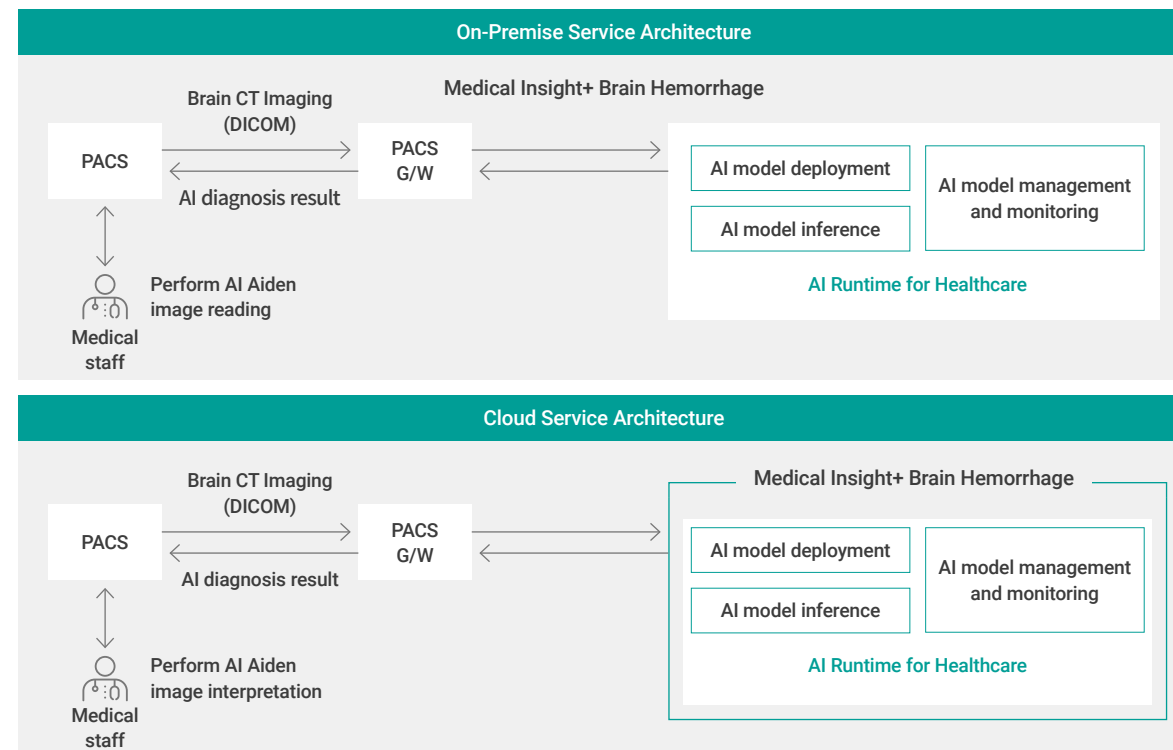 On-Premise Service Architecture
Medical Insight+ Brain Hemorrhage
Brain CT Imaging
(DICOM)
PACS
PACS
G/W
AI diagnosis result
AI model deployment
AI model inference
AI model management
and monitoring
AI Runtime for Healthcare
Perform AI Aiden
image reading
Medical
staff
Cloud Service Architecture
Medical Insight+ Brain Hemorrhage
Brain CT Imaging
(DICOM)
PACS
PACS
G/W
AI diagnosis result
AI model deployment
AI model inference
AI model management
and monitoring
AI Runtime for Healthcare
Perform AI Aiden
image interpretation
Medical
staff